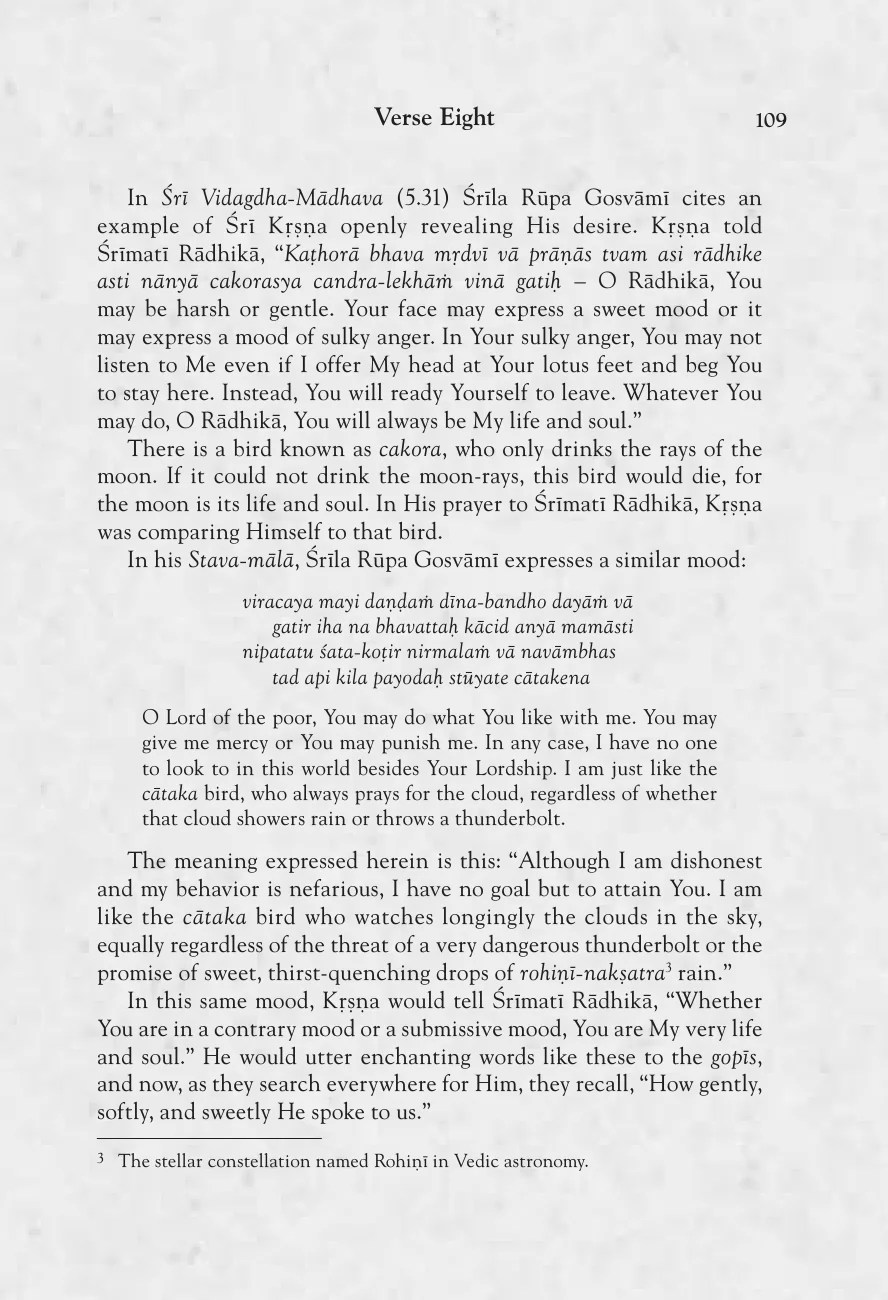 Verse Eight 109
In Śrī Vidagdha-Mādhava (5.31) Śrīla Rūpa Gosvāmī cites an
example of Śrī Kṛṣṇa openly revealing His desire. Kṛṣṇa told
Śrīmatī Rādhikā, “Kaṭhorā bhava mṛdvī vā prāṇās tvam asi rādhike
asti nānyā cakorasya candra-lekhāṁ vinā gatiḥ – O Rādhikā, You
may be harsh or gentle. Your face may express a sweet mood or it
may express a mood of sulky anger. In Your sulky anger, You may not
listen to Me even if I offer My head at Your lotus feet and beg You
to stay here. Instead, You will ready Yourself to leave. Whatever You
may do, O Rādhikā, You will always be My life and soul.”
There is a bird known as cakora, who only drinks the rays of the
moon. If it could not drink the moon-rays, this bird would die, for
the moon is its life and soul. In His prayer to Śrīmatī Rādhikā, Kṛṣṇa
was comparing Himself to that bird.
In his Stava-mālā, Śrīla Rūpa Gosvāmī expresses a similar mood:
viracaya mayi daṇḍaṁ dīna-bandho dayāṁ vā
gatir iha na bhavattaḥ kācid anyā mamāsti
nipatatu śata-koṭir nirmalaṁ vā navāmbhas
tad api kila payodaḥ stūyate cātakena
O Lord of the poor, You may do what You like with me. You may
give me mercy or You may punish me. In any case, I have no one
to look to in this world besides Your Lordship. I am just like the
cātaka bird, who always prays for the cloud, regardless of whether
that cloud showers rain or throws a thunderbolt.
The meaning expressed herein is this: “Although I am dishonest
and my behavior is nefarious, I have no goal but to attain You. I am
like the cātaka bird who watches longingly the clouds in the sky,
equally regardless of the threat of a very dangerous thunderbolt or the
promise of sweet, thirst-quenching drops of rohiṇī-nakṣatra³ rain.”
In this same mood, Kṛṣṇa would tell Śrīmatī Rādhikā, “Whether
You are in a contrary mood or a submissive mood, You are My very life
and soul.” He would utter enchanting words like these to the gopīs,
and now, as they search everywhere for Him, they recall, “How gently,
softly, and sweetly He spoke to us.”
3 The stellar constellation named Rohiṇī in Vedic astronomy.